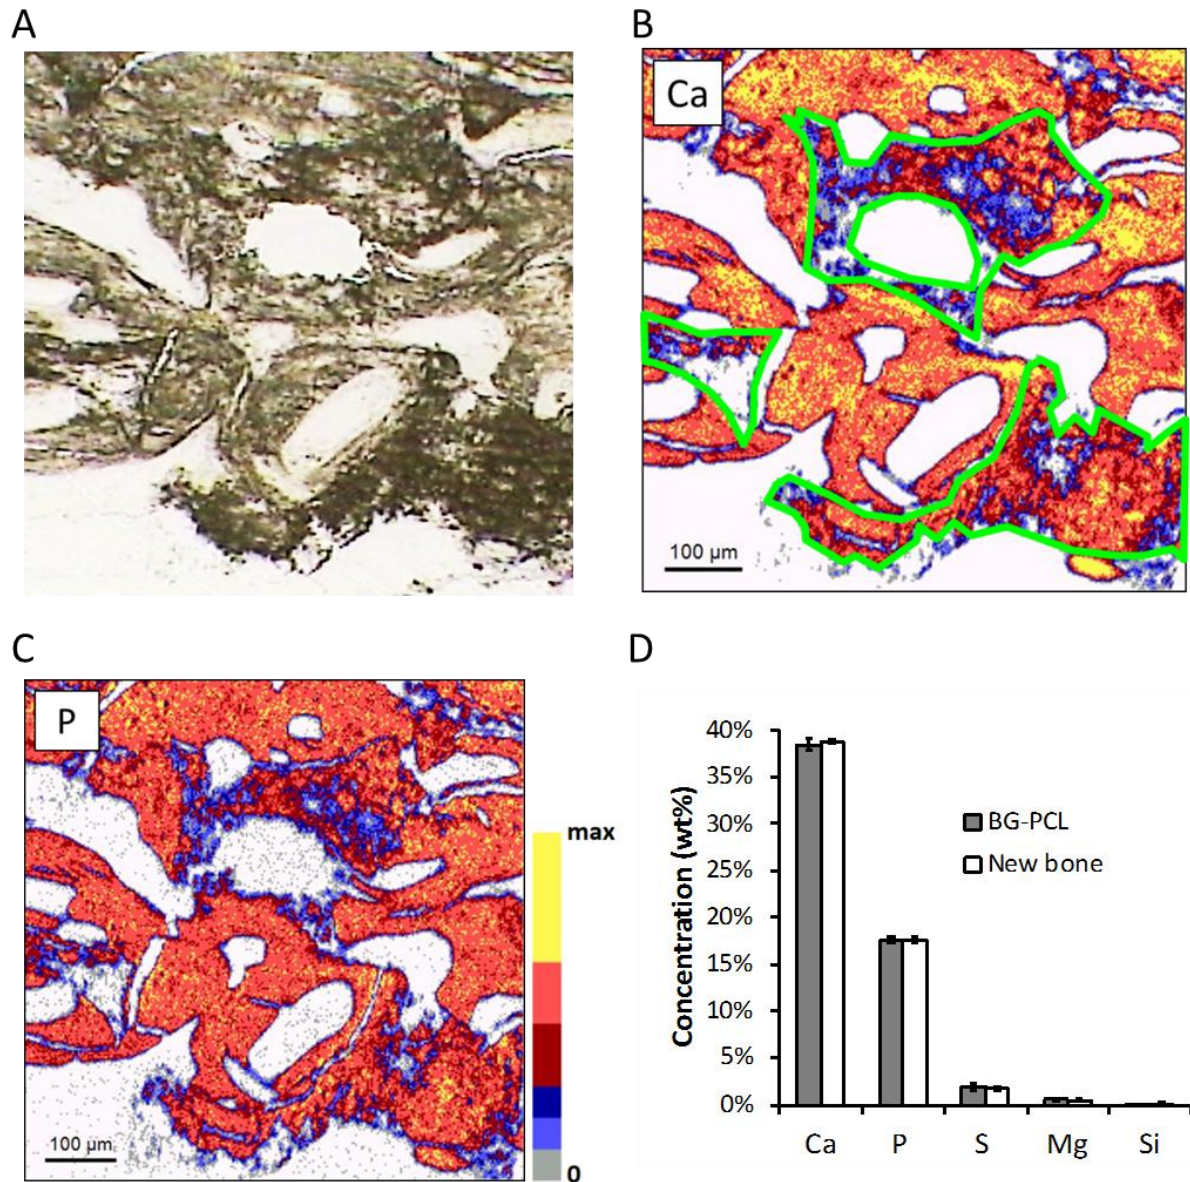 A
B
Ca
100 µm
C
P
100 µm
max
0
D
Concentration (wt%)
40%
35%
30%
25%
20%
15%
10%
5%
0%
BG-PCL
New bone
Ca P S Mg Si